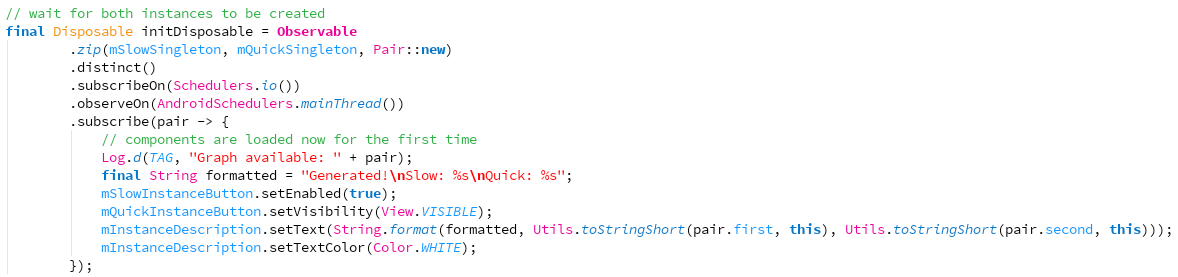 // wait for both instances to be created
final Disposable initDisposable = Observable
        .zip(mSlowSingleton, mQuickSingleton, Pair::new)
        .distinct()
        .subscribeOn(Schedulers.io())
        .observeOn(AndroidSchedulers.mainThread())
        .subscribe(pair -> {
            // components are loaded now for the first time
            Log.d(TAG, "Graph available: " + pair);
            final String formatted = "Generated!\nSlow: %s\nQuick: %s";
            mSlowInstanceButton.setEnabled(true);
            mQuickInstanceButton.setVisibility(View.VISIBLE);
            mInstanceDescription.setText(String.format(formatted, Utils.toStringShort(pair.first, this), Utils.toStringShort(pair.second, this)));
            mInstanceDescription.setTextColor(Color.WHITE);
        });